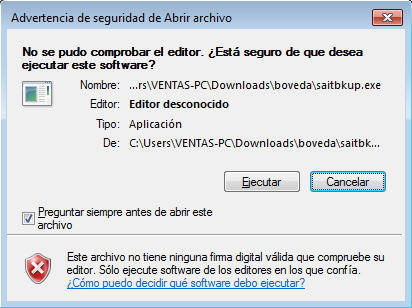 Advertencia de seguridad de Abrir archivo
No se pudo comprobar el editor. ¿Está seguro de que desea
ejecutar este software?
Nombre: ...rs\VENTAS-PC\Downloads\boveda\saitbkup.exe
Editor: Editor desconocido
Tipo: Aplicación
De: C:\Users\VENTAS-PC\Downloads\boveda\saitbk...
Ejecutar Cancelar
Preguntar siempre antes de abrir este
archivo
Este archivo no tiene ninguna firma digital válida que compruebe su
editor. Sólo ejecute software de los editores en los que confía.
¿Cómo puedo decidir qué software debo ejecutar?